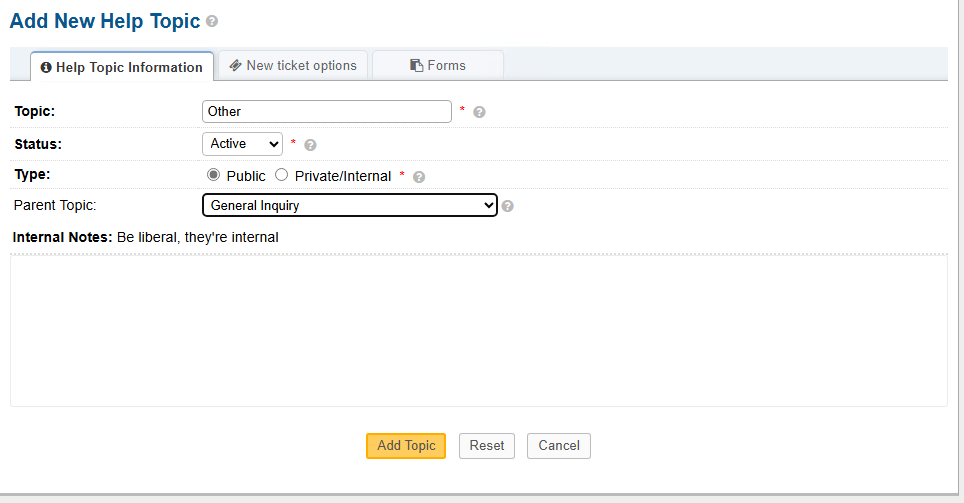 Add New Help Topic
Help Topic Information New ticket options Forms
Topic: Other *
Status: Active *
Type: Public Private/Internal *
Parent Topic: General Inquiry
Internal Notes: Be liberal, they're internal
Add Topic Reset Cancel